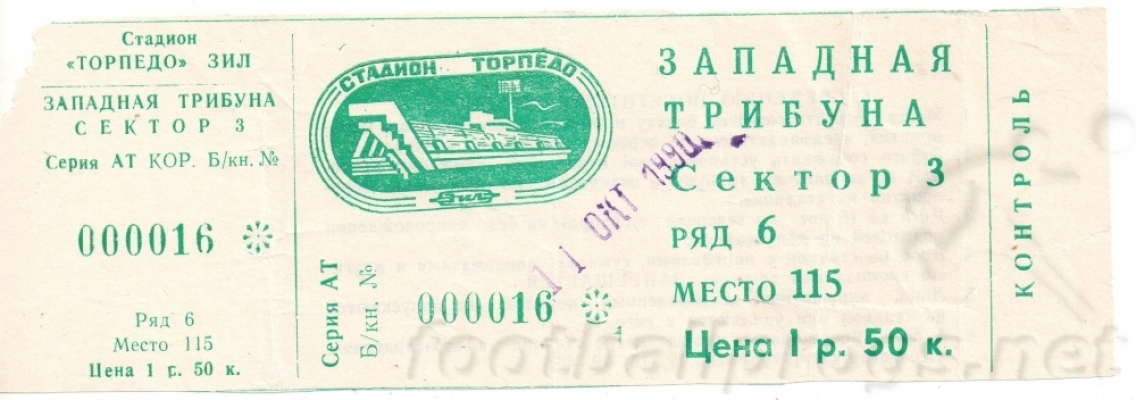 Стадион
«ТОРПЕДО» ЗИЛ
ЗАПАДНАЯ ТРИБУНА
СЕКТОР 3
Серия АТ КОР. Б/кн. №
000016
Ряд 6
Место 115
Цена 1 р. 50 к.
СТАДИОН ТОРПЕДО
ЗИЛ
Серия АТ
Б/кн. №
000016
11 ОКТ 1990
ЗАПАДНАЯ
ТРИБУНА
Сектор 3
РЯД 6
МЕСТО 115
Цена 1 р. 50 к.
КОНТРОЛЬ
footballprogs.net